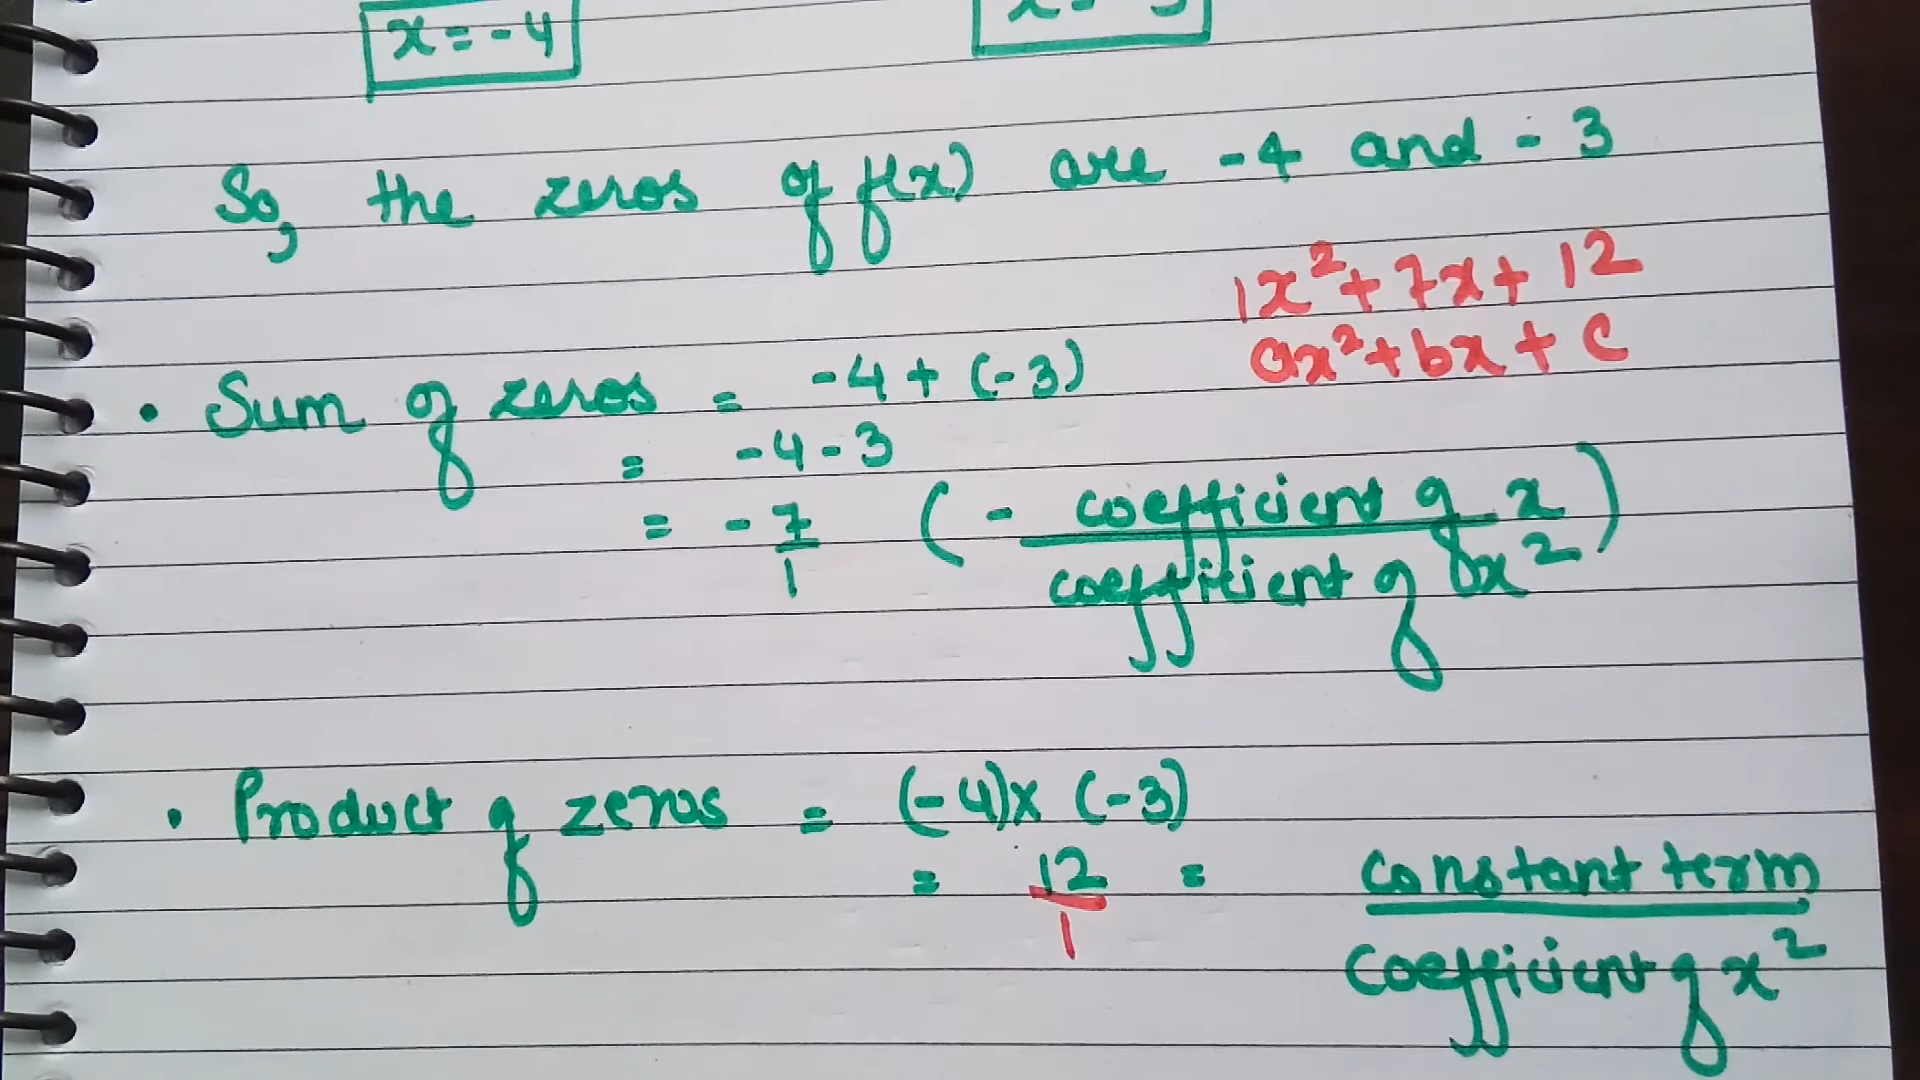 x = -4
x = -3
So, the zeros of f(x) are -4 and -3
1x² + 7x + 12
ax² + bx + c
• Sum of zeros = -4 + (-3)
= -4 - 3
= -7/1 (- coefficient of x / coefficient of x²)
• Product of zeros = (-4) x (-3)
= 12/1 = constant term / coefficient of x²